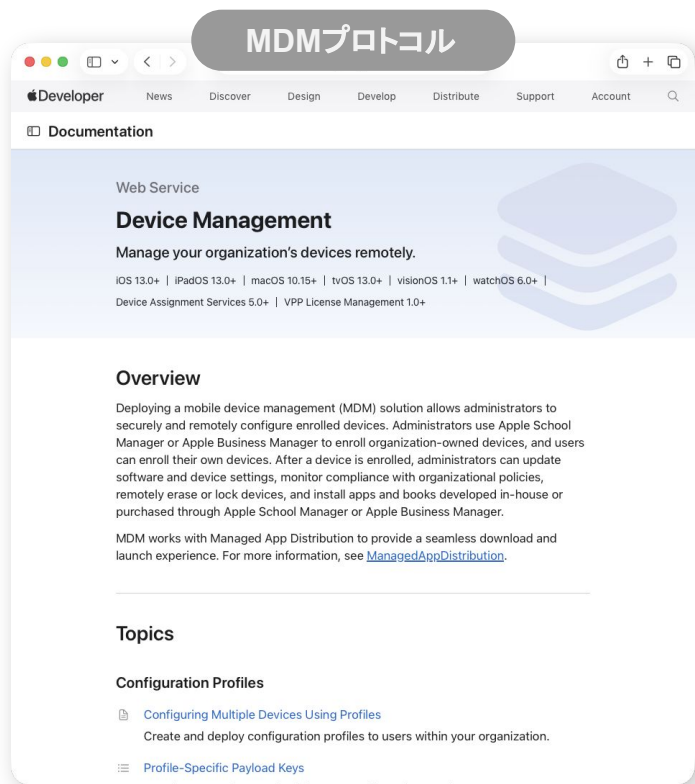 MDMプロトコル
Developer News Discover Design Develop Distribute Support Account
Documentation
Web Service
Device Management
Manage your organization's devices remotely.
iOS 13.0+ | iPadOS 13.0+ | macOS 10.15+ | tvOS 13.0+ | visionOS 1.1+ | watchOS 6.0+ |
Device Assignment Services 5.0+ | VPP License Management 1.0+
Overview
Deploying a mobile device management (MDM) solution allows administrators to
securely and remotely configure enrolled devices. Administrators use Apple School
Manager or Apple Business Manager to enroll organization-owned devices, and users
can enroll their own devices. After a device is enrolled, administrators can update
software and device settings, monitor compliance with organizational policies,
remotely erase or lock devices, and install apps and books developed in-house or
purchased through Apple School Manager or Apple Business Manager.
MDM works with Managed App Distribution to provide a seamless download and
launch experience. For more information, see ManagedAppDistribution.
Topics
Configuration Profiles
Configuring Multiple Devices Using Profiles
Create and deploy configuration profiles to users within your organization.
Profile-Specific Payload Keys